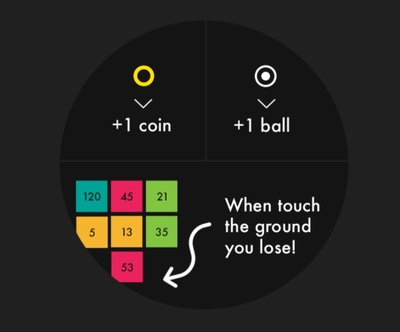 +1 coin
+1 ball
120 45 21
5 13 35
53
When touch
the ground
you lose!